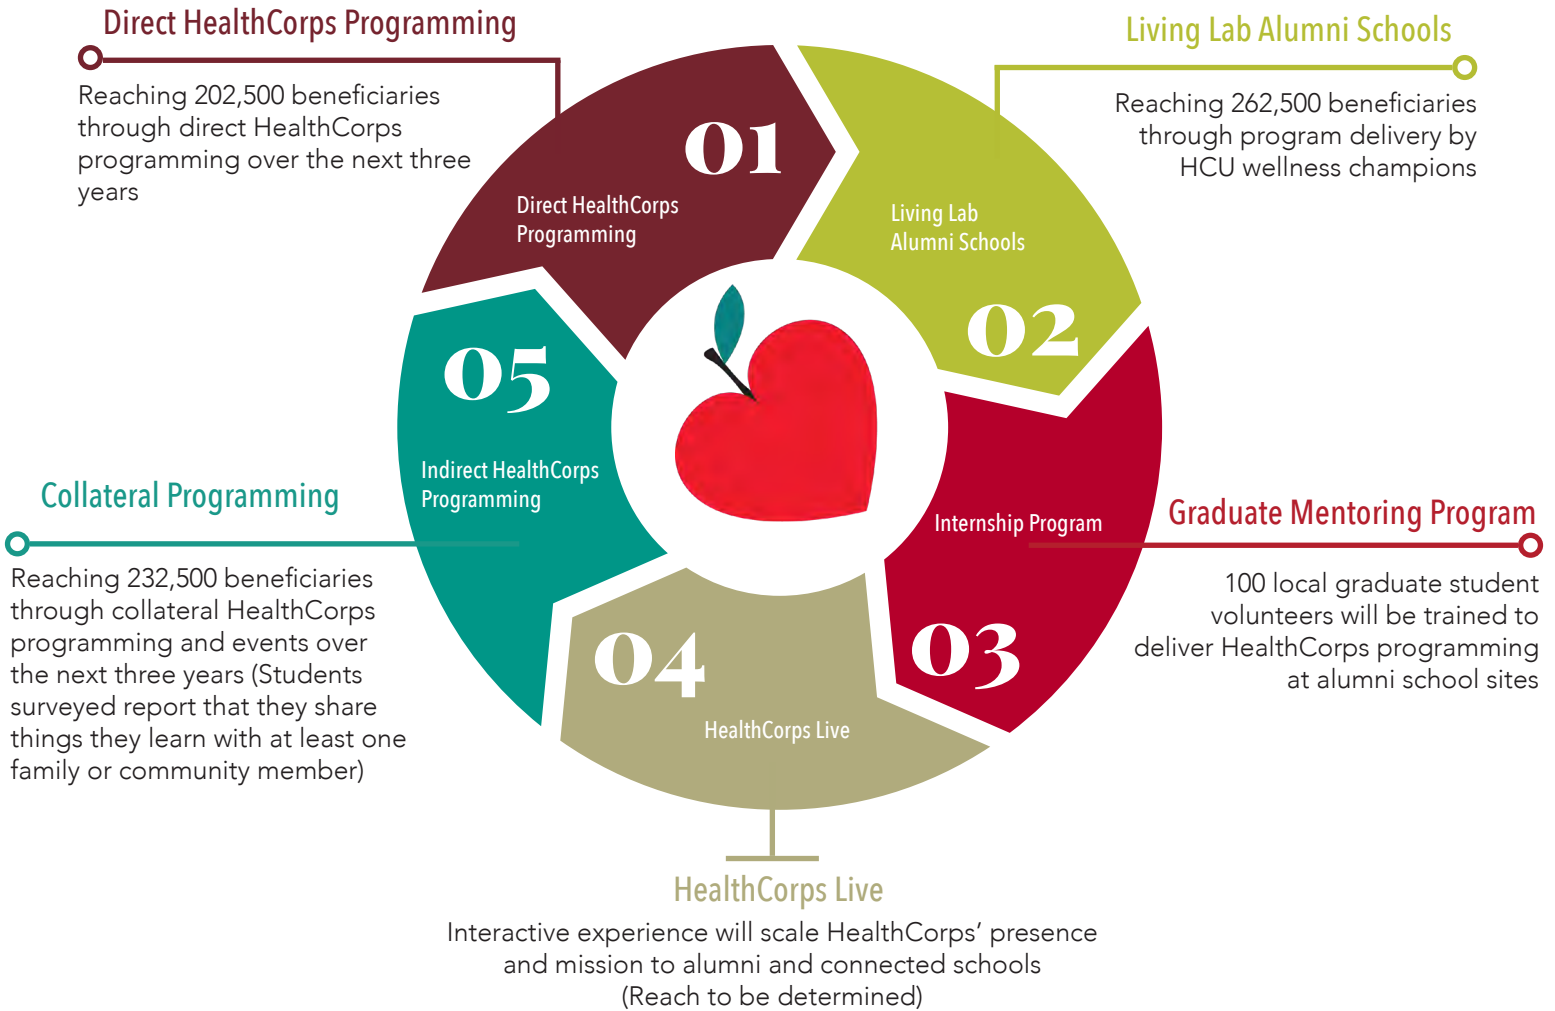 Direct HealthCorps Programming
Reaching 202,500 beneficiaries
through direct HealthCorps
programming over the next three
years
Living Lab Alumni Schools
Reaching 262,500 beneficiaries
through program delivery by
HCU wellness champions
01
Direct HealthCorps
Programming
Living Lab
Alumni Schools
02
05
Indirect HealthCorps
Programming
Internship Program
03
04
HealthCorps Live
Collateral Programming
Reaching 232,500 beneficiaries
through collateral HealthCorps
programming and events over
the next three years (Students
surveyed report that they share
things they learn with at least one
family or community member)
Graduate Mentoring Program
100 local graduate student
volunteers will be trained to
deliver HealthCorps programming
at alumni school sites
HealthCorps Live
Interactive experience will scale HealthCorps’ presence
and mission to alumni and connected schools
(Reach to be determined)